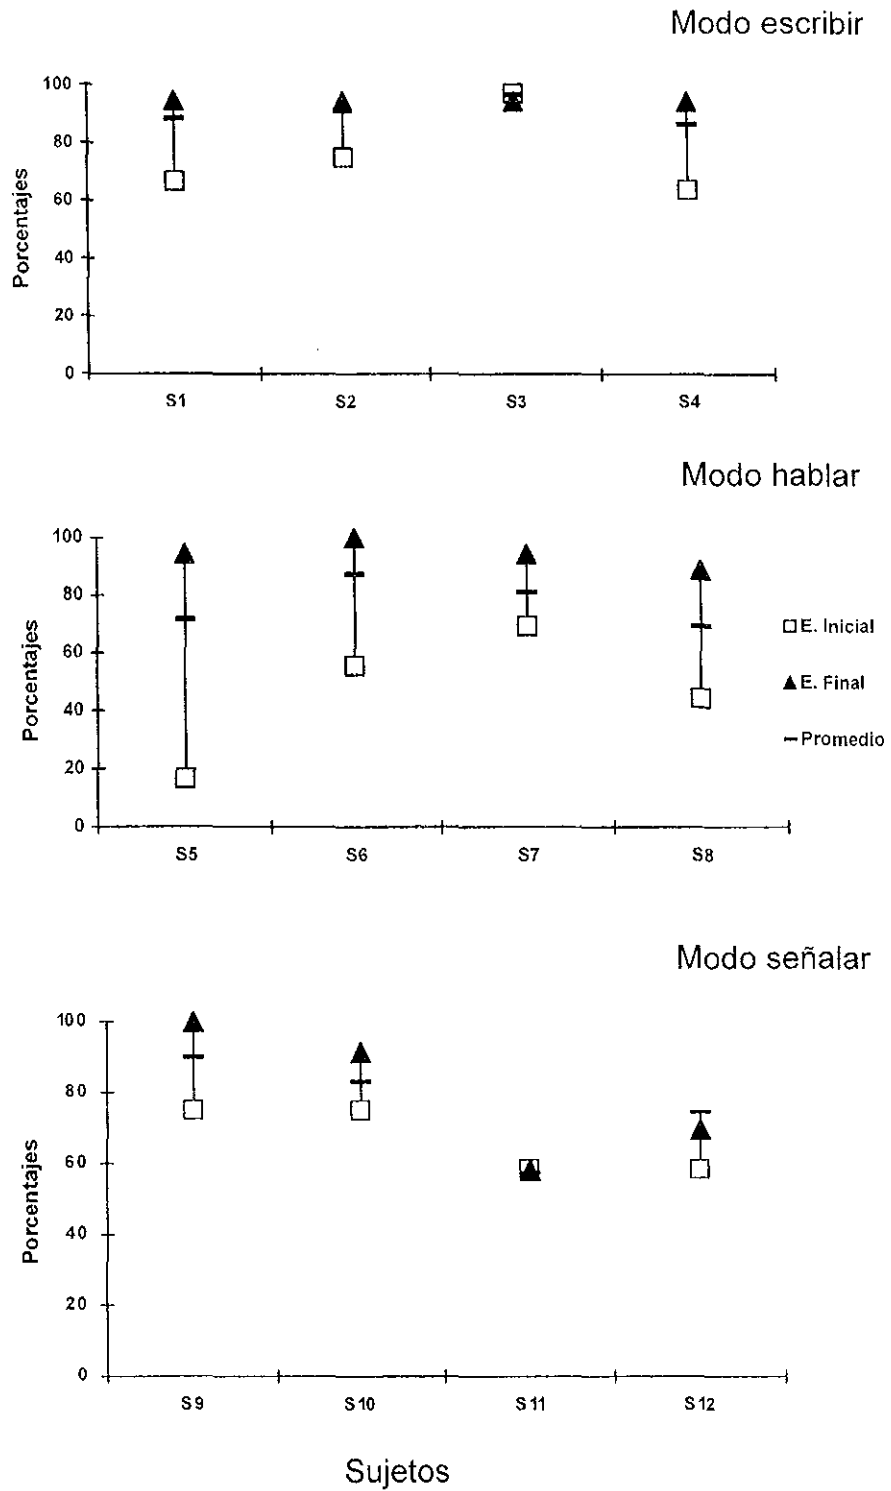 Modo escribir
100
80
60
40
20
0
Porcentajes
S1 S2 S3 S4
Modo hablar
100
80
60
40
20
0
Porcentajes
S5 S6 S7 S8
E. Inicial
E. Final
Promedio
Modo señalar
100
80
60
40
20
0
Porcentajes
S9 S10 S11 S12
Sujetos